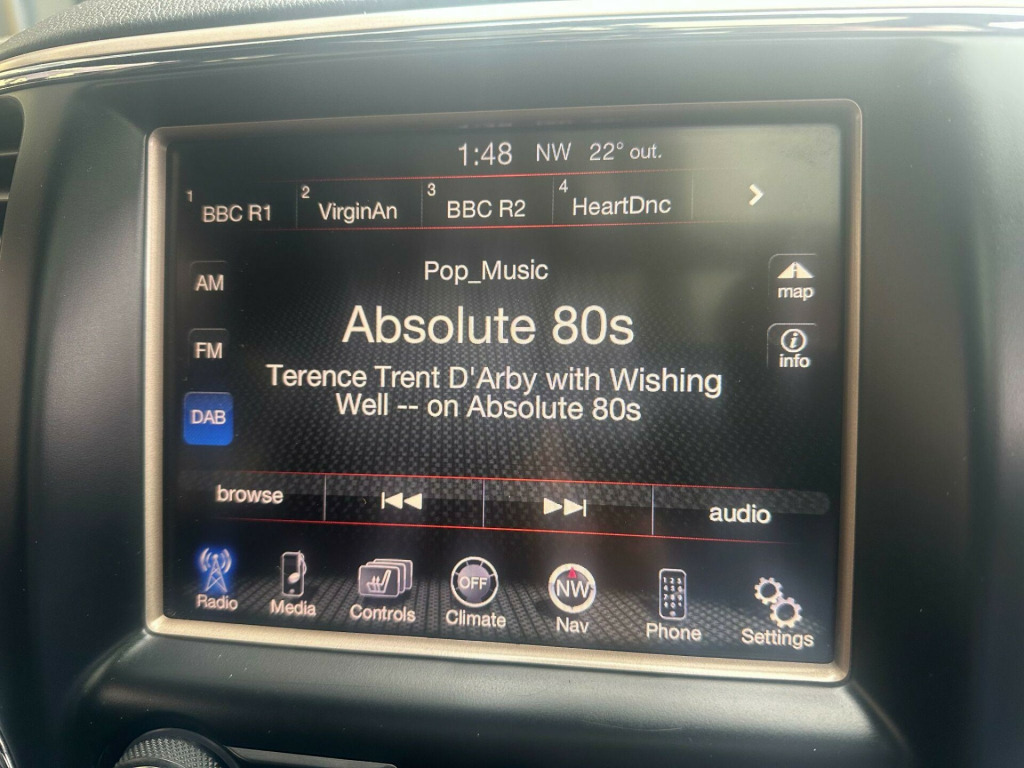 1:48 NW 22° out.
1 BBC R1 2 VirginAn 3 BBC R2 4 HeartDnc
Pop_Music
AM
map
Absolute 80s
FM
info
Terence Trent D'Arby with Wishing
Well -- on Absolute 80s
DAB
browse audio
OFF NW
Radio Media Controls Climate Nav Phone Settings